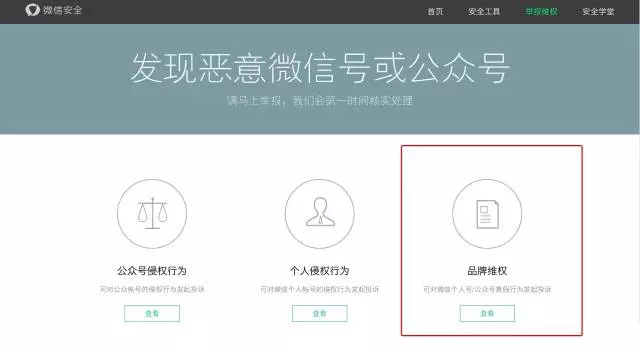 微信安全
首页 安全工具 举报维权 安全学堂
发现恶意微信号或公众号
请马上举报，我们会第一时间核实处理
公众号侵权行为
可对公众帐号的侵权行为发起投诉
查看
个人侵权行为
可对微信个人帐号的侵权行为发起投诉
查看
品牌维权
可对微信个人号/公众号售假行为发起投诉
查看